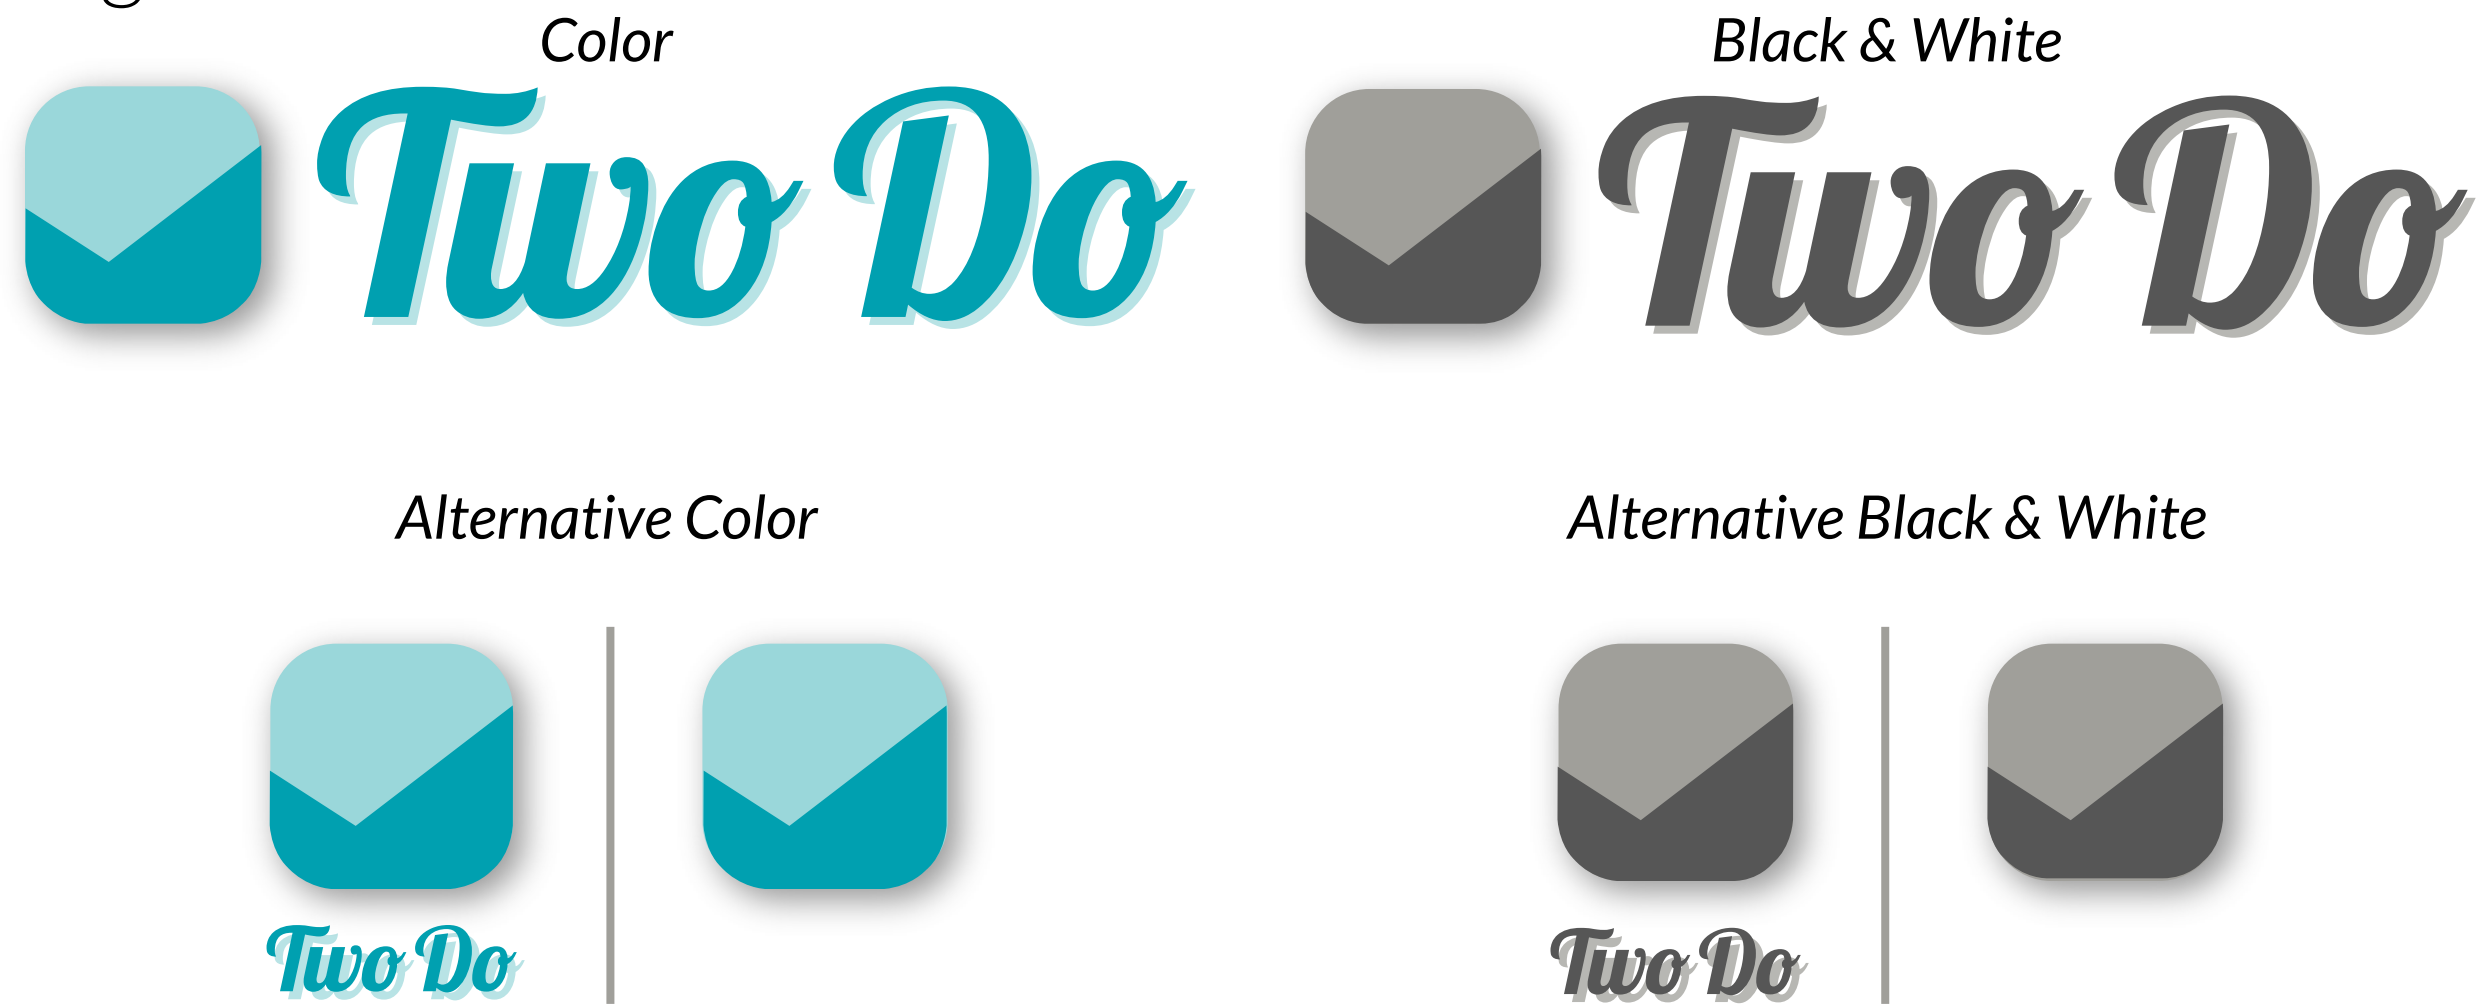 Color
Black & White
Two Do
Two Do
Alternative Color
Alternative Black & White
Two Do
Two Do